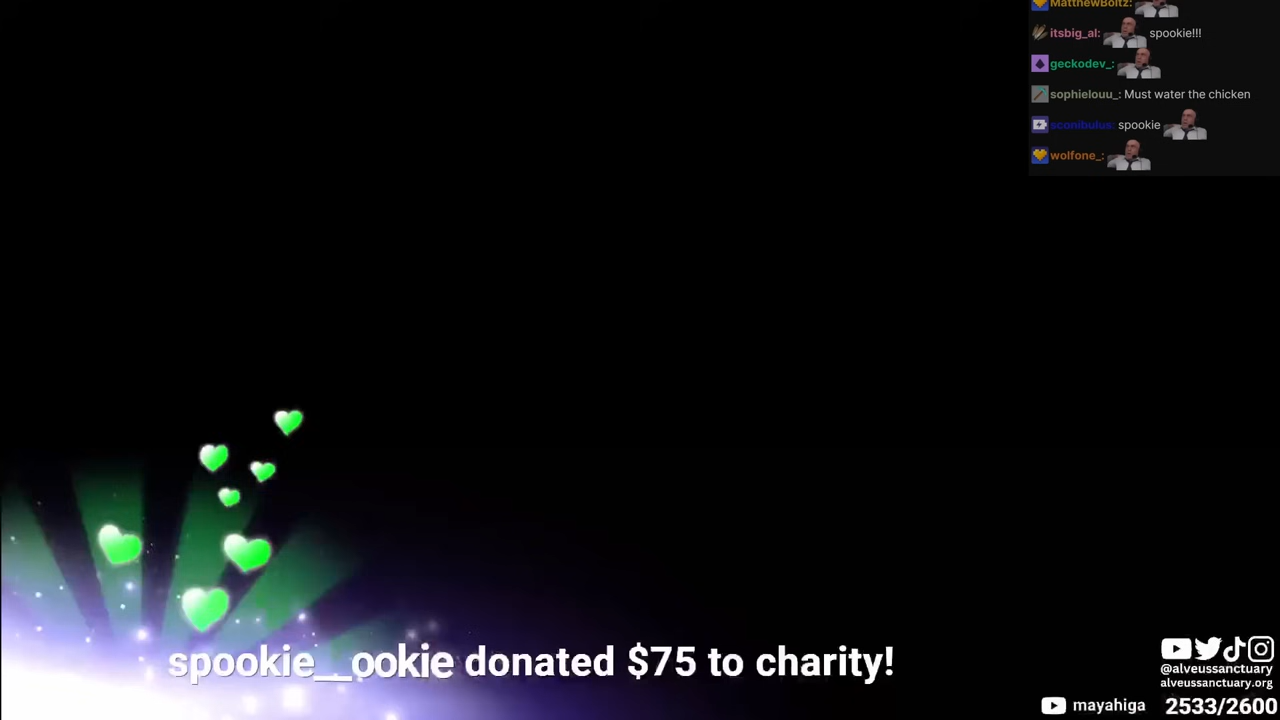 MatthewBoltz:
itsbig_al: spookie!!!
geckodev_:
sophielouu_: Must water the chicken
sconibulus: spookie
wolfone_:
spookie__ookie donated $75 to charity!
@alveussanctuary
alveussanctuary.org
mayahiga 2533/2600